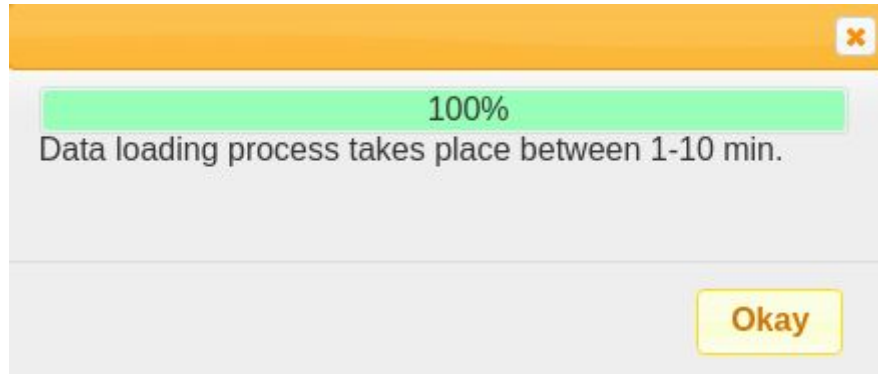 100%
Data loading process takes place between 1-10 min.
Okay